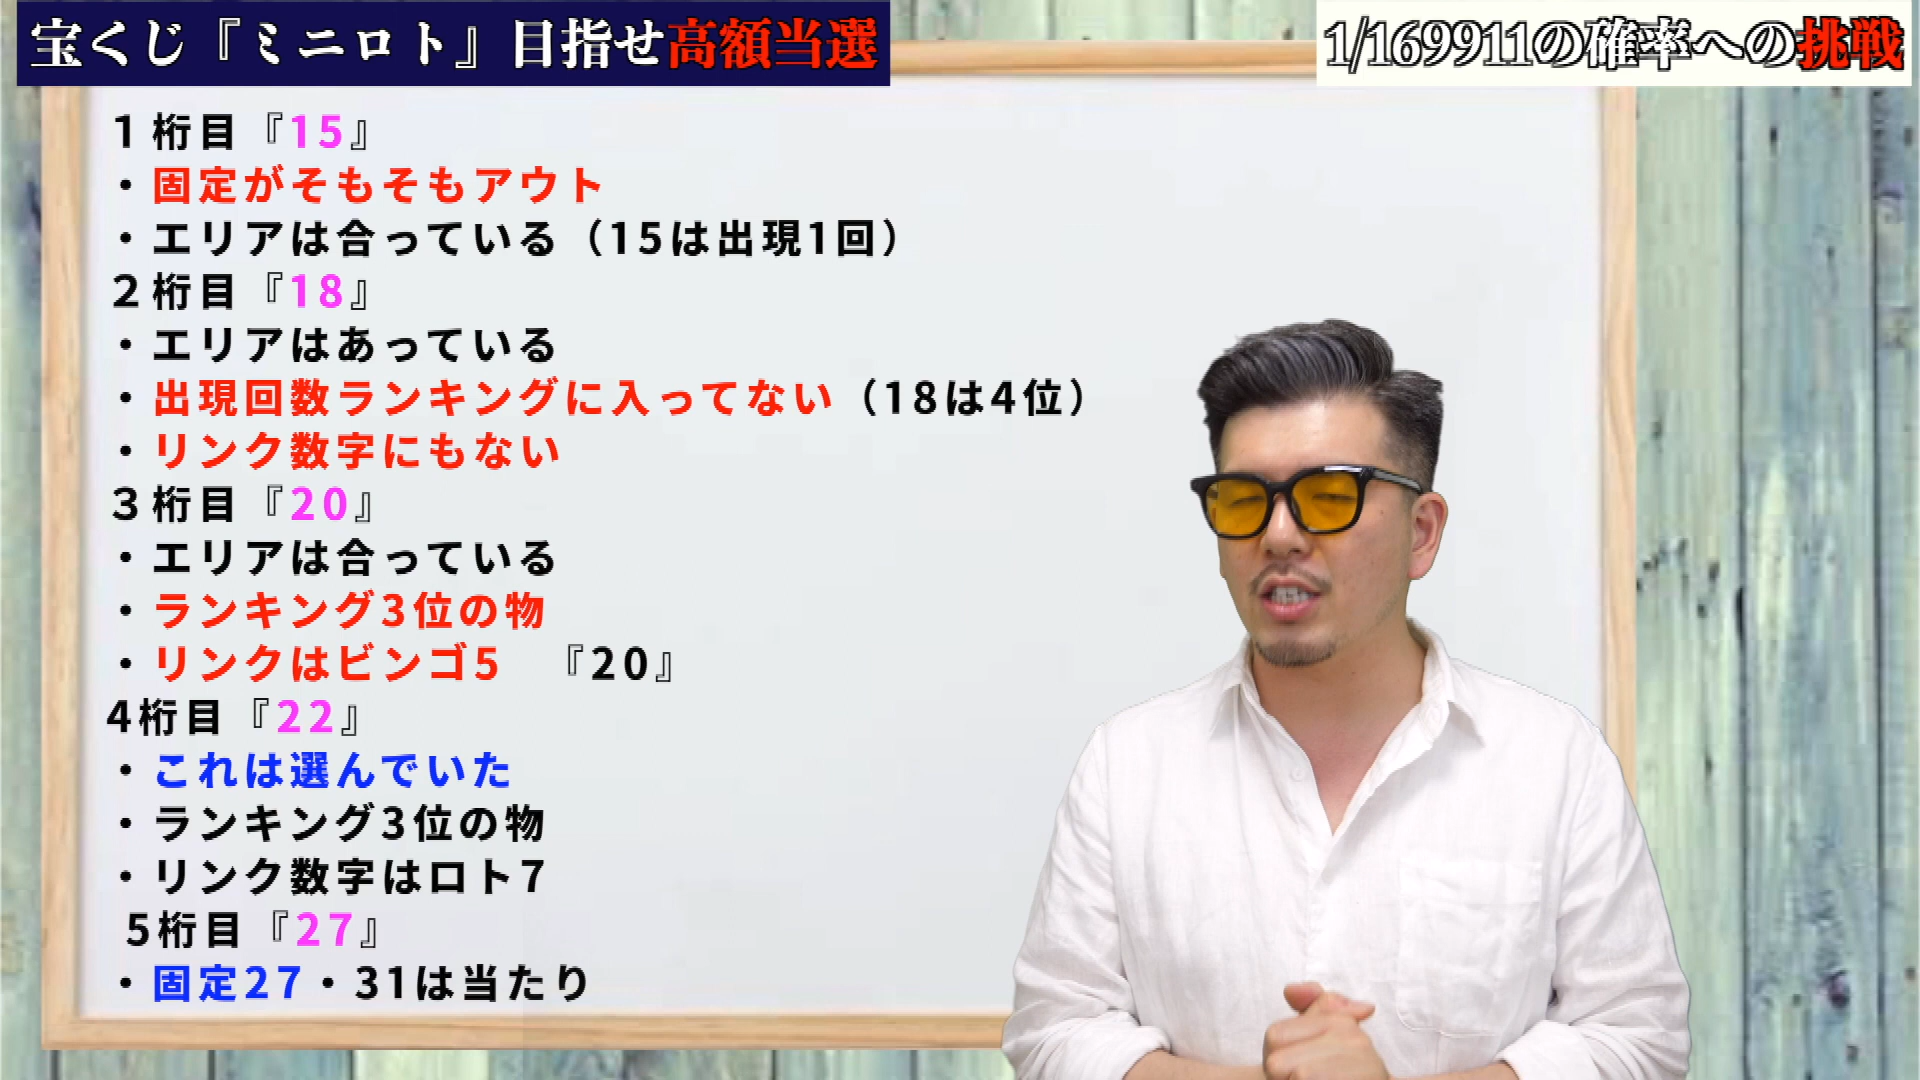 宝くじ『ミニロト』目指せ高額当選
1/169911の確率への挑戦
１桁目『15』
・固定がそもそもアウト
・エリアは合っている（15は出現1回）
２桁目『18』
・エリアはあっている
・出現回数ランキングに入ってない（18は4位）
・リンク数字にもない
３桁目『20』
・エリアは合っている
・ランキング3位の物
・リンクはビンゴ5　『20』
4桁目『22』
・これは選んでいた
・ランキング3位の物
・リンク数字はロト7
5桁目『27』
・固定27・31は当たり